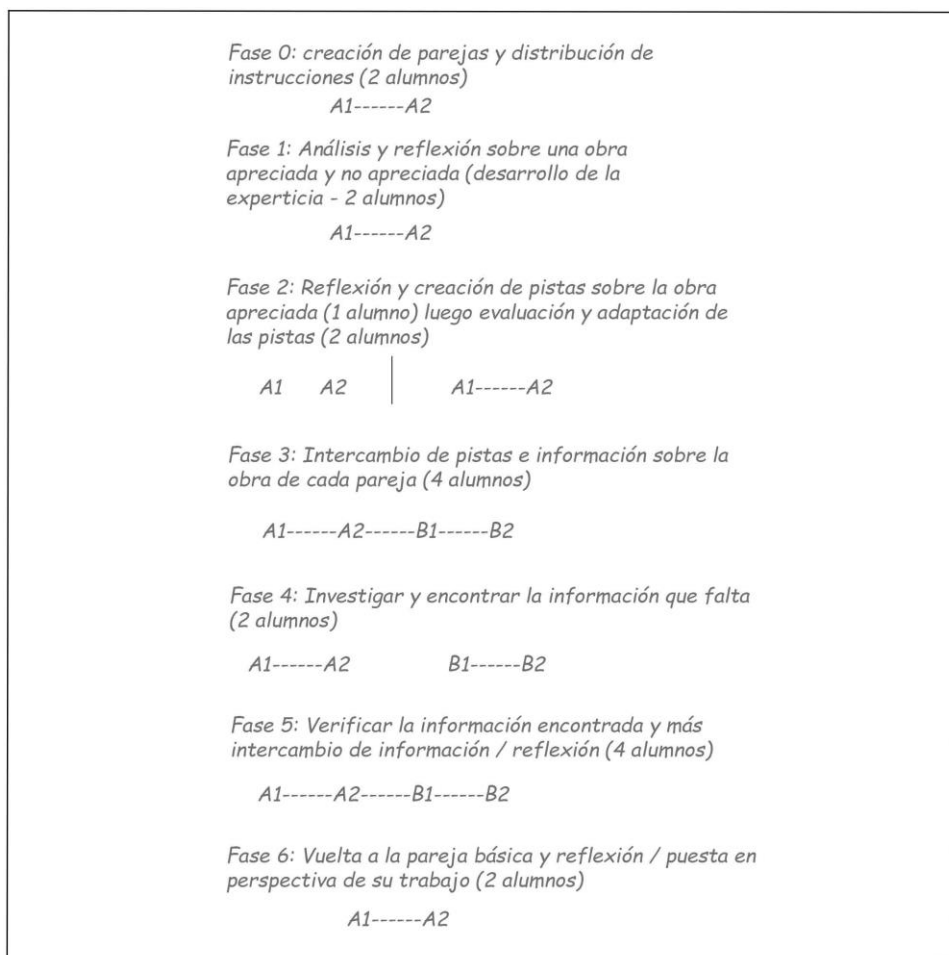 Fase 0: creación de parejas y distribución de
instrucciones (2 alumnos)
A1------A2
Fase 1: Análisis y reflexión sobre una obra
apreciada y no apreciada (desarrollo de la
experticia - 2 alumnos)
A1------A2
Fase 2: Reflexión y creación de pistas sobre la obra
apreciada (1 alumno) luego evaluación y adaptación de
las pistas (2 alumnos)
A1 A2 A1------A2
Fase 3: Intercambio de pistas e información sobre la
obra de cada pareja (4 alumnos)
A1------A2------B1------B2
Fase 4: Investigar y encontrar la información que falta
(2 alumnos)
A1------A2 B1------B2
Fase 5: Verificar la información encontrada y más
intercambio de información / reflexión (4 alumnos)
A1------A2------B1------B2
Fase 6: Vuelta a la pareja básica y reflexión / puesta en
perspectiva de su trabajo (2 alumnos)
A1------A2